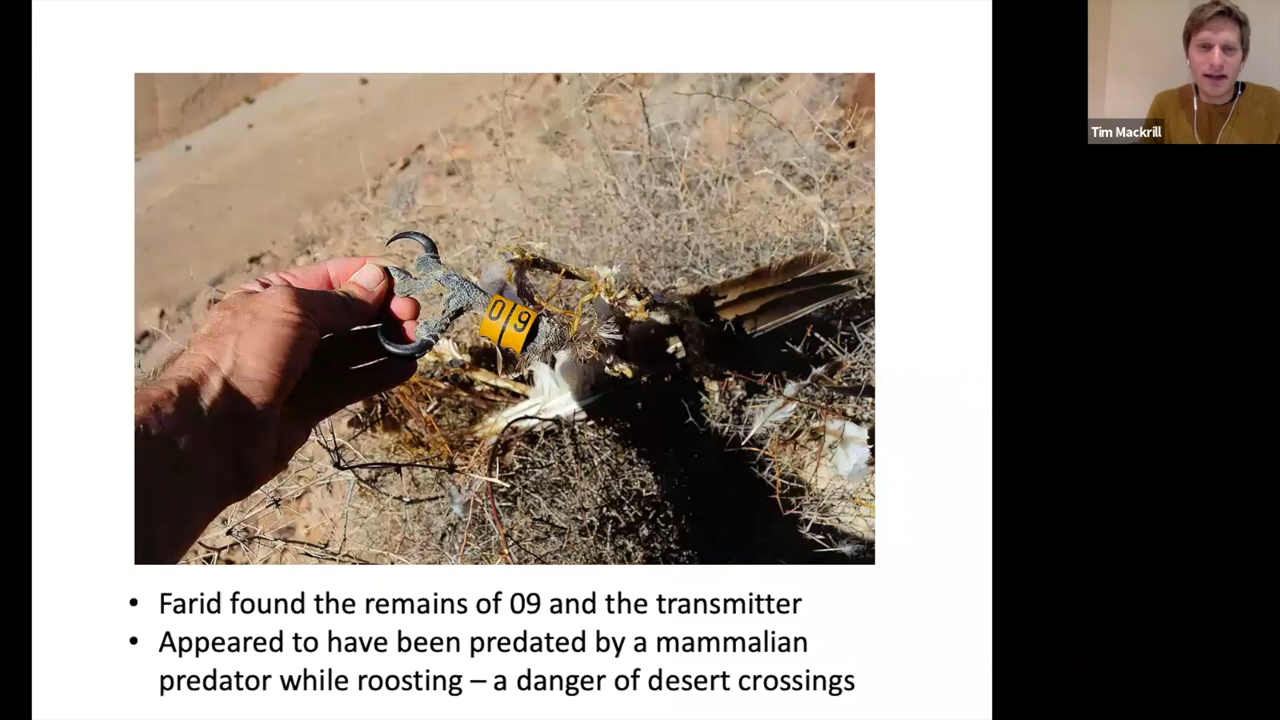 Tim Mackrill
09
• Farid found the remains of 09 and the transmitter
• Appeared to have been predated by a mammalian
predator while roosting – a danger of desert crossings